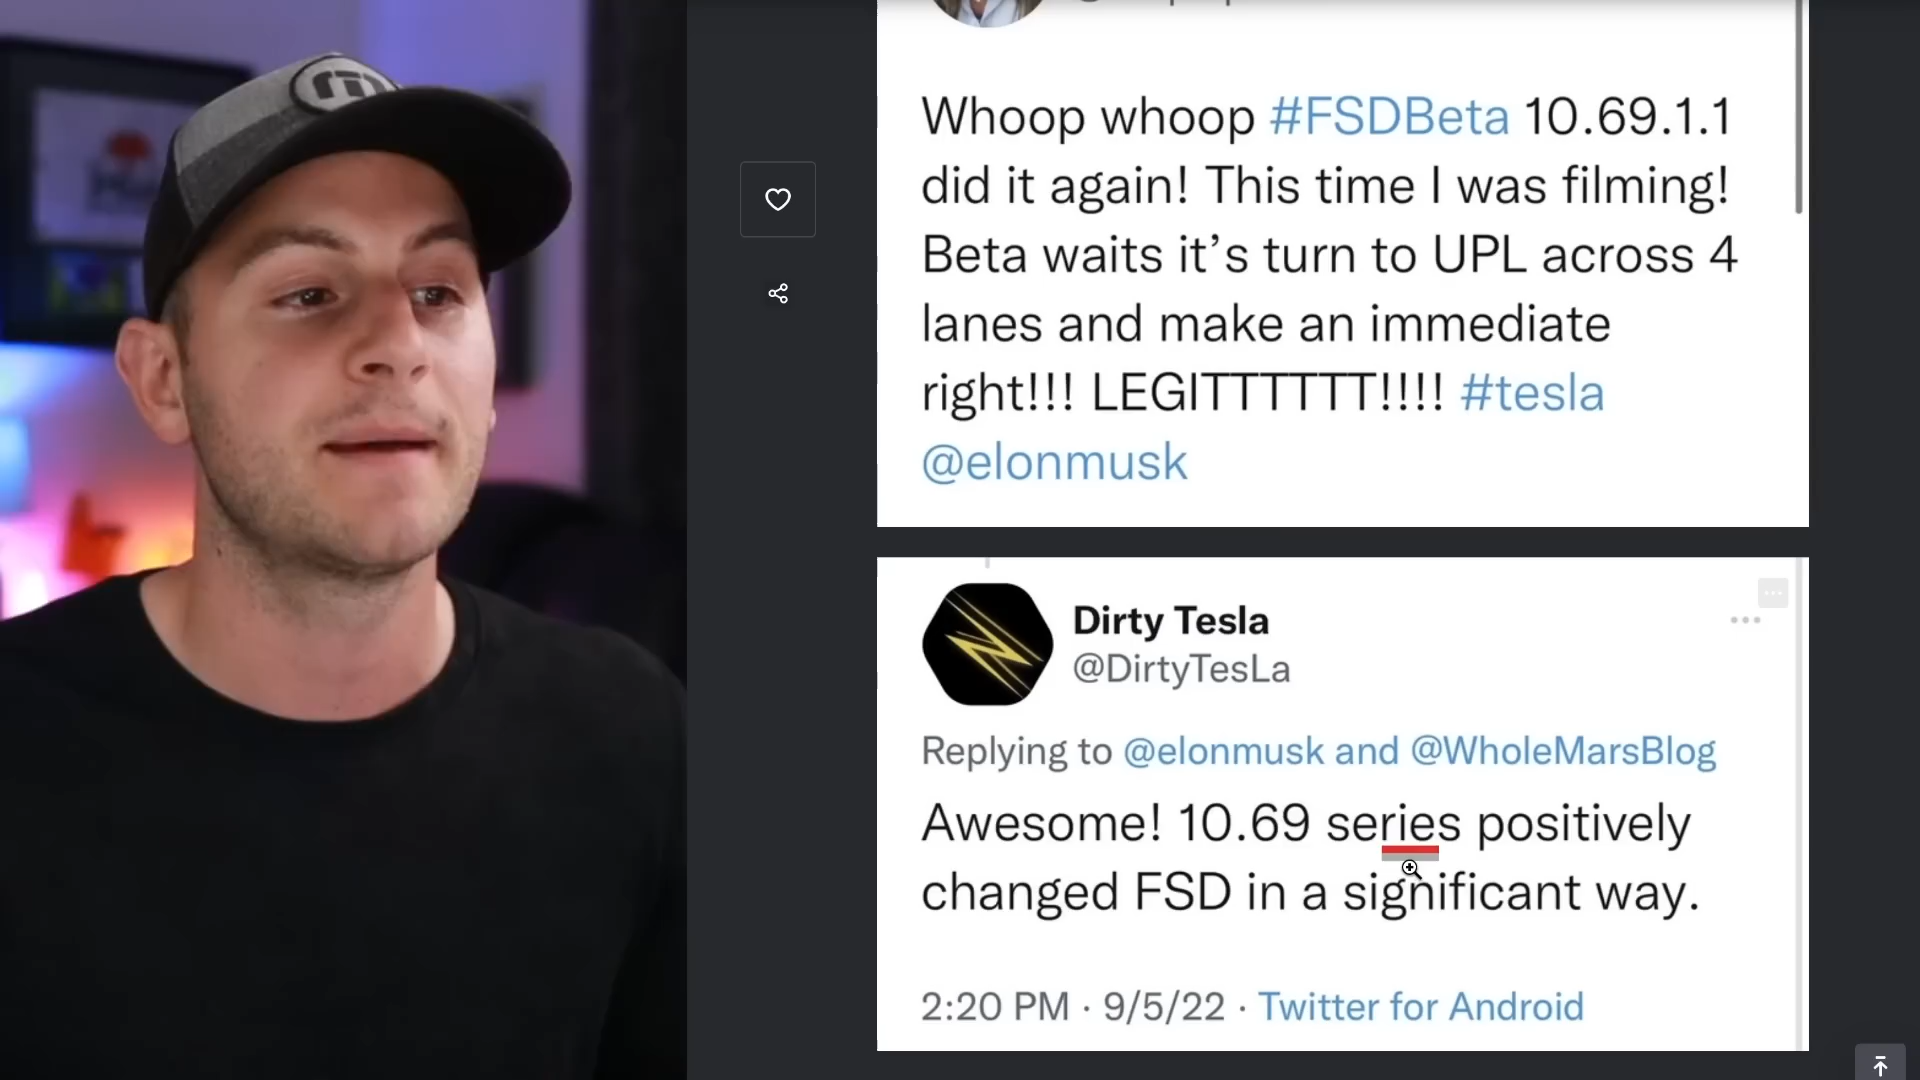 Whoop whoop #FSDBeta 10.69.1.1
did it again! This time I was filming!
Beta waits it’s turn to UPL across 4
lanes and make an immediate
right!!! LEGITTTTTT!!!! #tesla
@elonmusk
Dirty Tesla
@DirtyTesLa
Replying to @elonmusk and @WholeMarsBlog
Awesome! 10.69 series positively
changed FSD in a significant way.
2:20 PM · 9/5/22 · Twitter for Android